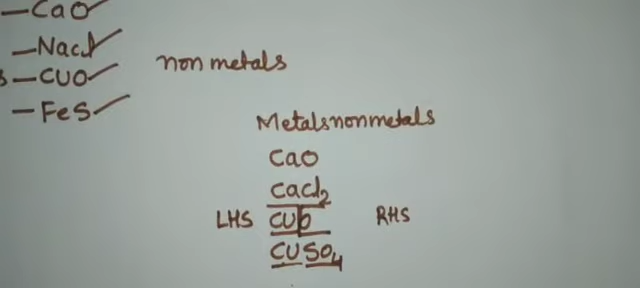 —CaO
—Nacl
s—CUO
—FeS
non metals
Metalsnonmetals
CaO
CaCl2
LHS CUO RHS
CUSO4